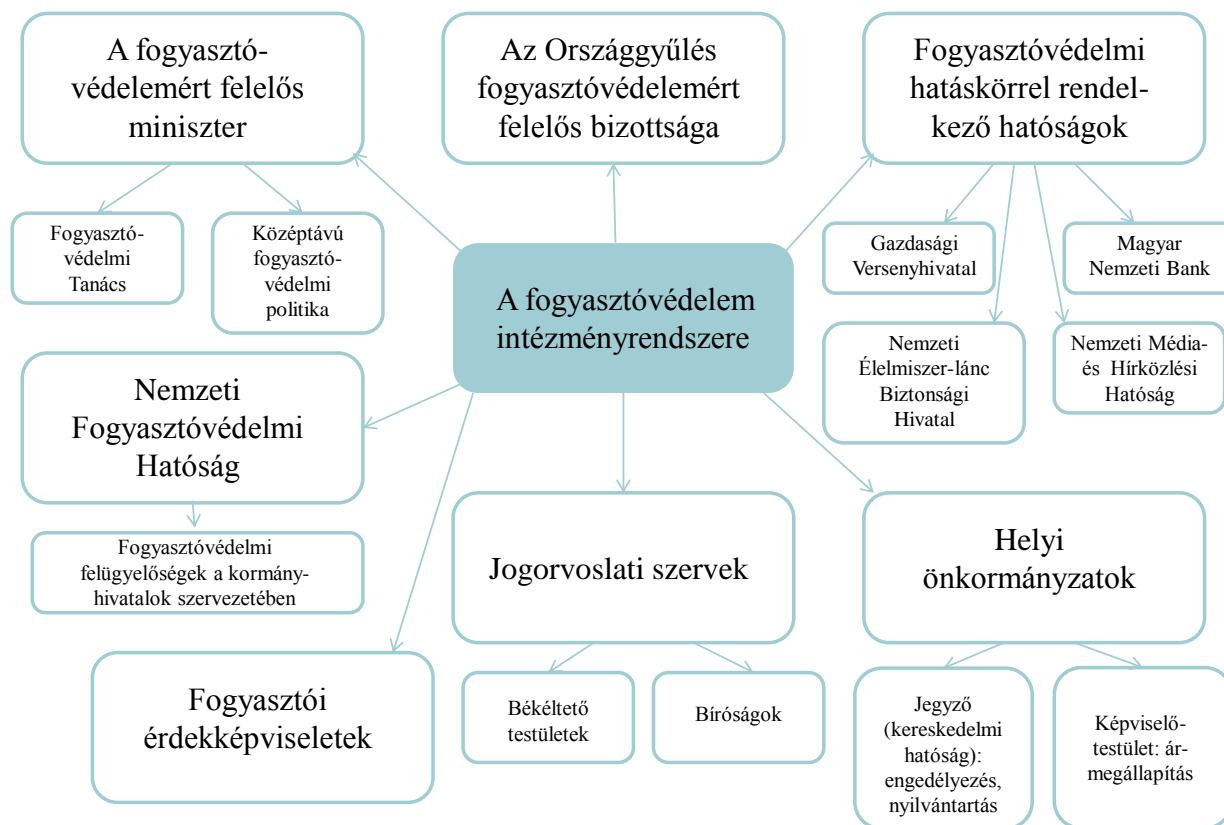 A fogyasztó-
védelemért felelős
miniszter
Az Országgyűlés
fogyasztóvédelemért
felelős bizottsága
Fogyasztóvédelmi
hatáskörrel rendel-
kező hatóságok
Fogyasztó-
védelmi
Tanács
Középtávú
fogyasztó-
védelmi
politika
Gazdasági
Versenyhivatal
Magyar
Nemzeti Bank
A fogyasztóvédelem
intézményrendszere
Nemzeti
Élelmiszer-lánc
Biztonsági
Hivatal
Nemzeti Média-
és Hírközlési
Hatóság
Nemzeti
Fogyasztóvédelmi
Hatóság
Fogyasztóvédelmi
felügyelőségek a kormány-
hivatalok szervezetében
Jogorvoslati szervek
Helyi
önkormányzatok
Fogyasztói
érdekképviseletek
Békéltető
testületek
Bíróságok
Jegyző
(kereskedelmi
hatóság):
engedélyezés,
nyilvántartás
Képviselő-
testület: ár-
megállapítás